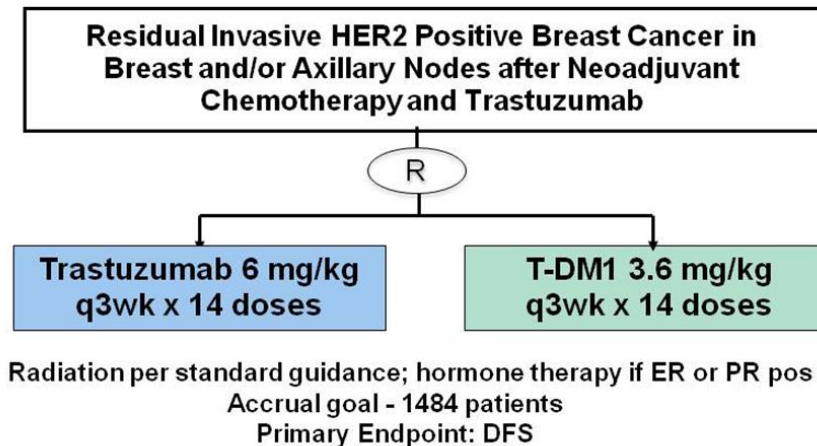 Residual Invasive HER2 Positive Breast Cancer in
Breast and/or Axillary Nodes after Neoadjuvant
Chemotherapy and Trastuzumab
R
Trastuzumab 6 mg/kg
q3wk x 14 doses
T-DM1 3.6 mg/kg
q3wk x 14 doses
Radiation per standard guidance; hormone therapy if ER or PR pos
Accrual goal - 1484 patients
Primary Endpoint: DFS